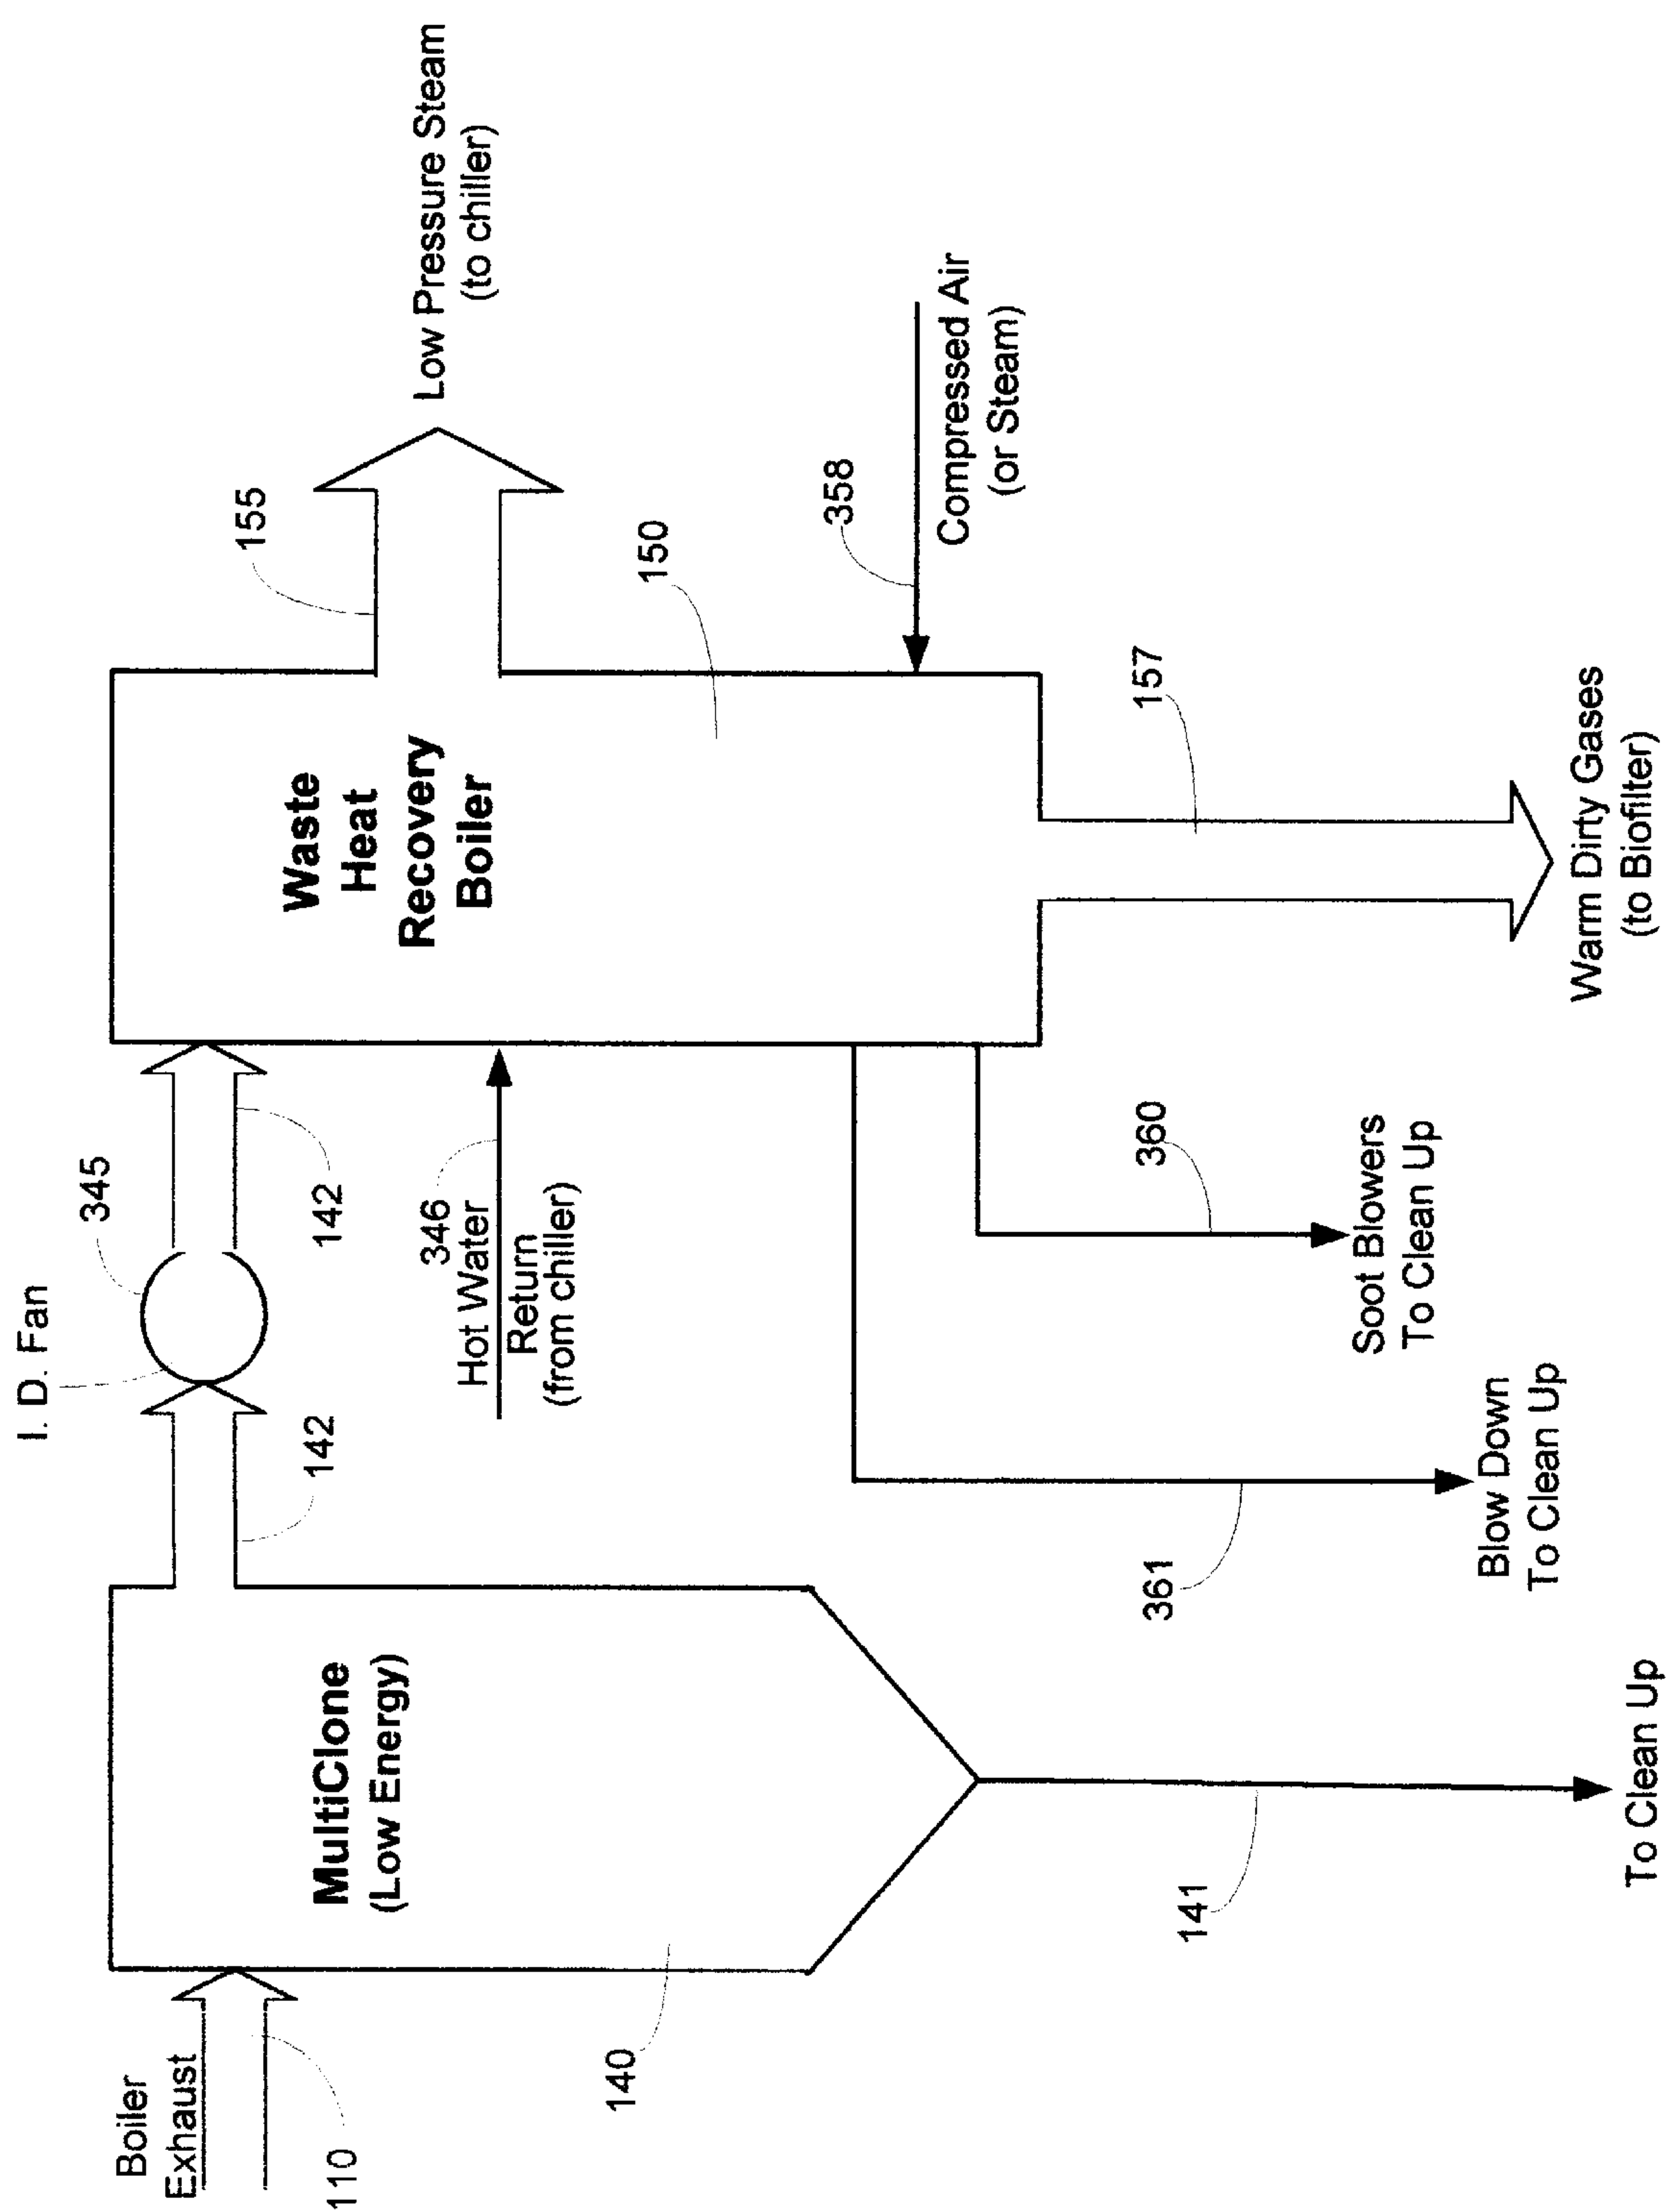 I. D. Fan
345
142
142
Boiler
Exhaust
110
MultiClone
(Low Energy)
140
141
To Clean Up
346
Hot Water
Return
(from chiller)
Waste
Heat
Recovery
Boiler
150
155
Low Pressure Steam
(to chiller)
358
Compressed Air
(or Steam)
157
Warm Dirty Gases
(to Biofilter)
360
Soot Blowers
To Clean Up
361
Blow Down
To Clean Up